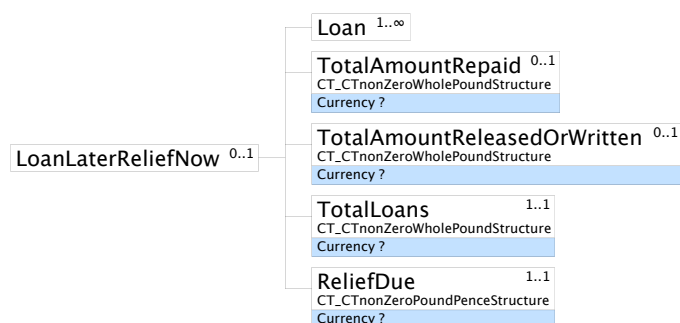 Loan 1..∞
TotalAmountRepaid 0..1
CT_CTnonZeroWholePoundStructure
Currency ?
TotalAmountReleasedOrWritten 0..1
CT_CTnonZeroWholePoundStructure
Currency ?
LoanLaterReliefNow 0..1
TotalLoans 1..1
CT_CTnonZeroWholePoundStructure
Currency ?
ReliefDue 1..1
CT_CTnonZeroPoundPenceStructure
Currency ?